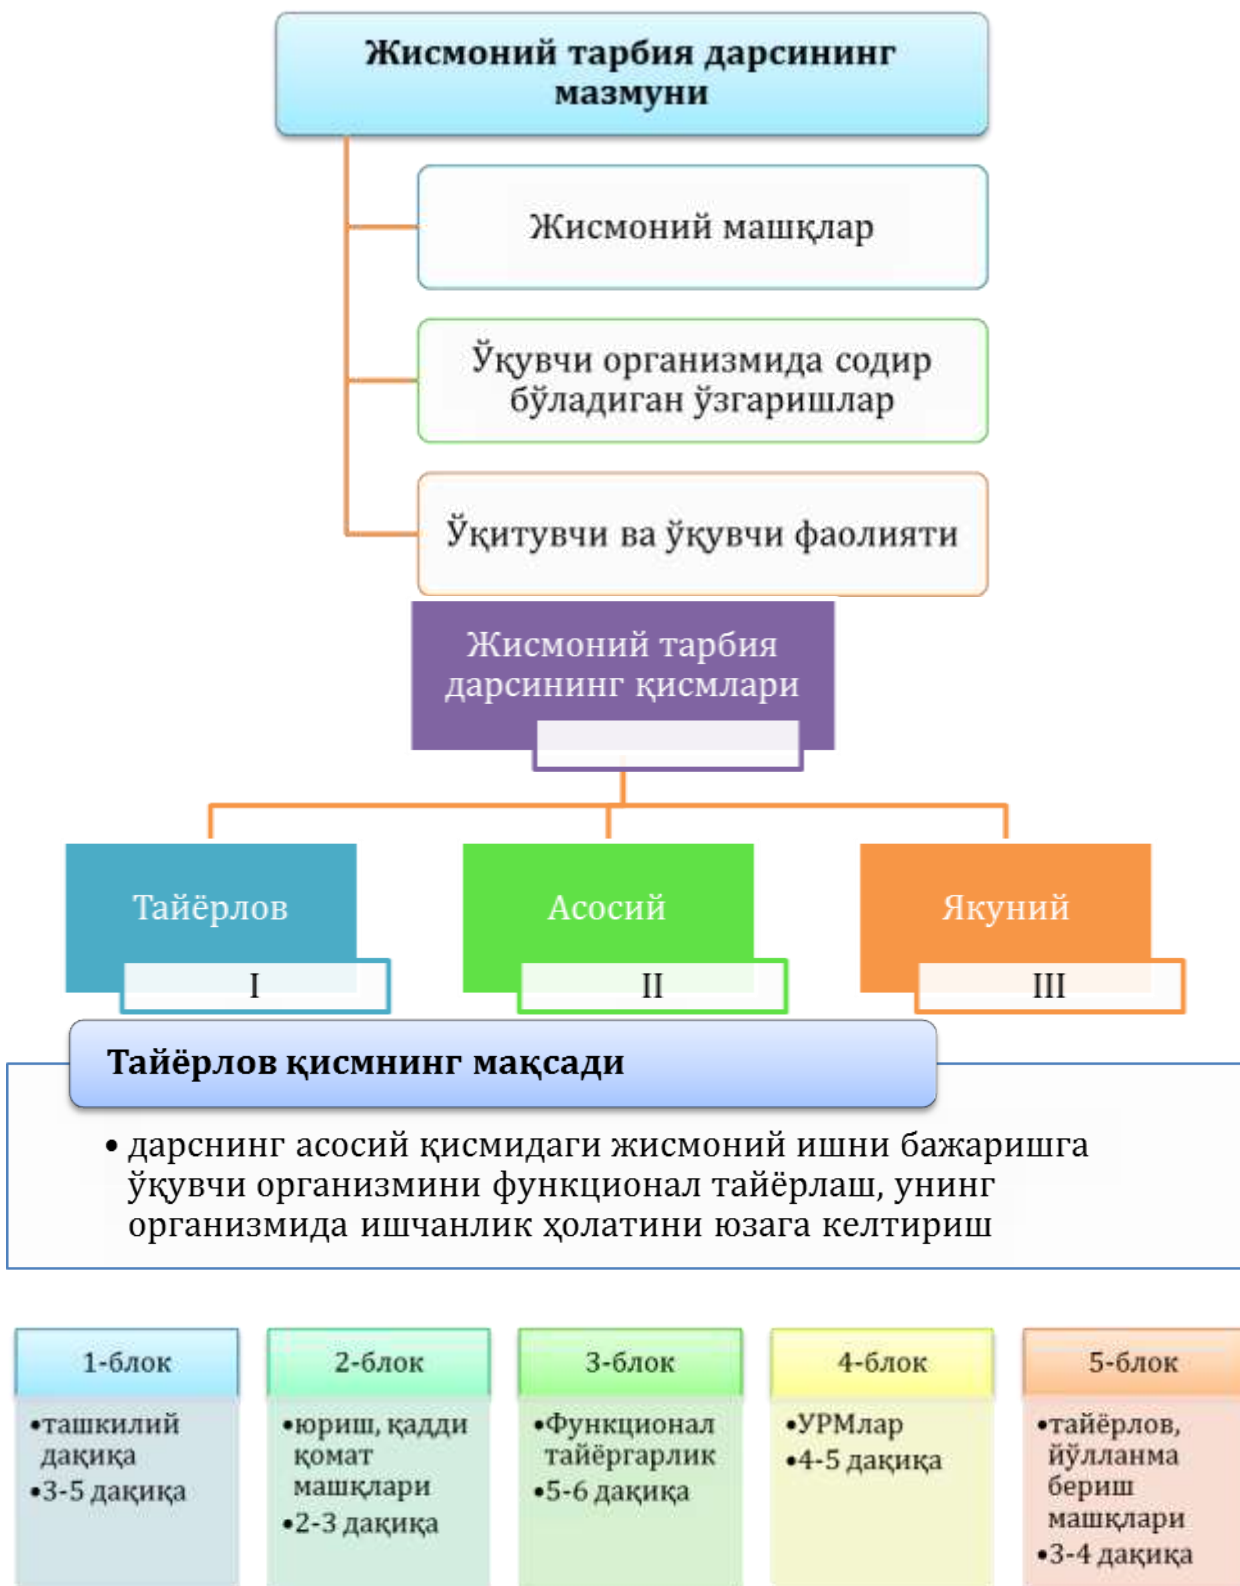 Жисмоний тарбия дарсининг
мазмуни
Жисмоний машқлар
Ўқувчи организмида содир
бўладиган ўзгаришлар
Ўқитувчи ва ўқувчи фаолияти
Жисмоний тарбия
дарсининг қисмлари
Тайёрлов
I
Асосий
II
Якуний
III
Тайёрлов қисмнинг мақсади
• дарснинг асосий қисмидаги жисмоний ишни бажаришга
ўқувчи организмини функционал тайёрлаш, унинг
организмида ишчанлик ҳолатини юзага келтириш
1-блок
•ташкилий
дақиқа
•3-5 дақиқа
2-блок
•юриш, қадди
қомат
машқлари
•2-3 дақиқа
3-блок
•Функционал
тайёргарлик
•5-6 дақиқа
4-блок
•УРМлар
•4-5 дақиқа
5-блок
•тайёрлов,
йўлланма
бериш
машқлари
•3-4 дақиқа